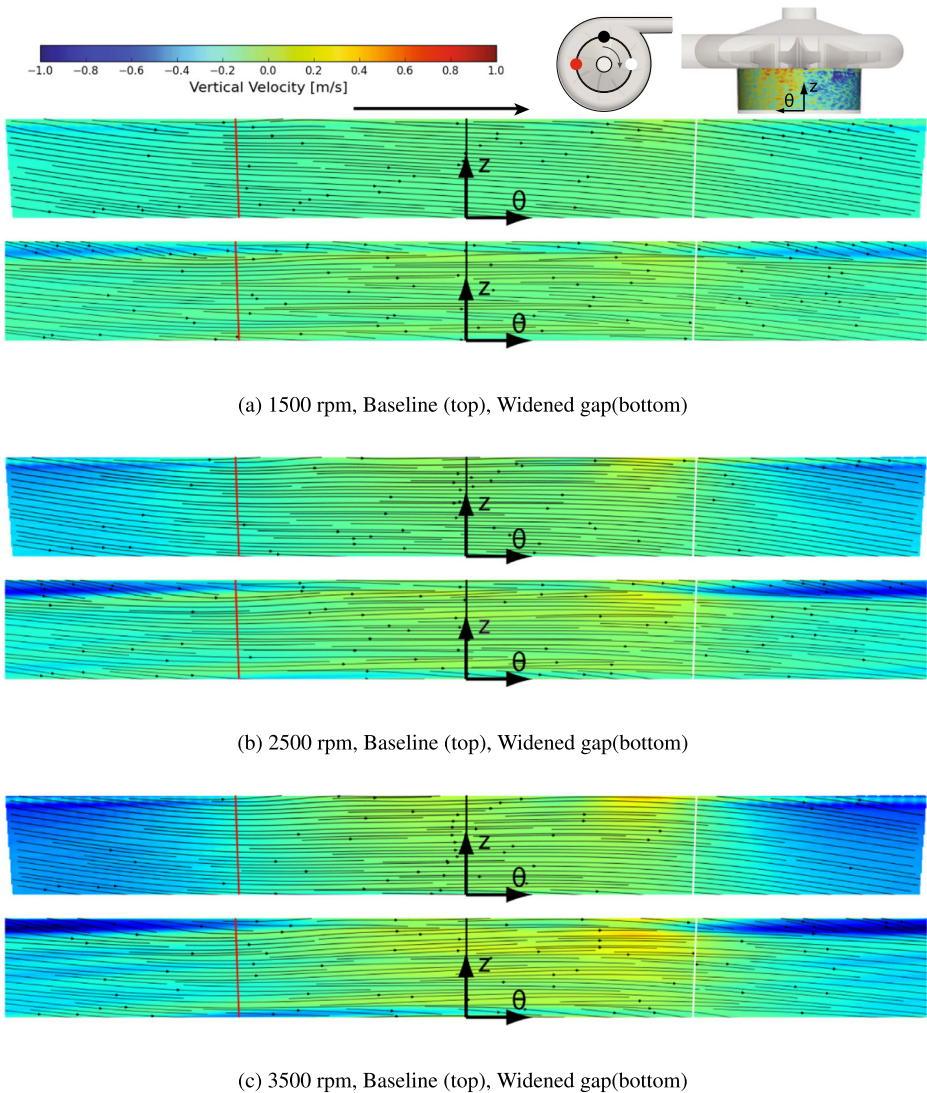 −1.0 −0.8 −0.6 −0.4 −0.2 0.0 0.2 0.4 0.6 0.8 1.0
Vertical Velocity [m/s]
z
θ
z
θ
z
θ
(a) 1500 rpm, Baseline (top), Widened gap(bottom)
z
θ
z
θ
(b) 2500 rpm, Baseline (top), Widened gap(bottom)
z
θ
z
θ
(c) 3500 rpm, Baseline (top), Widened gap(bottom)